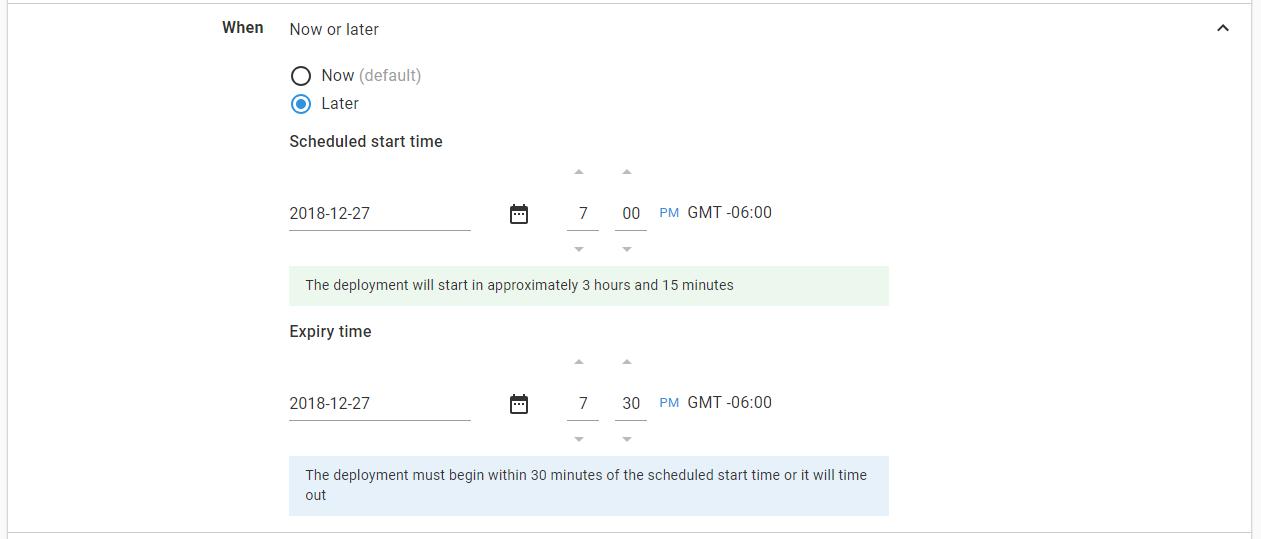 When Now or later
Now (default)
Later
Scheduled start time
2018-12-27 7 00 PM GMT -06:00
The deployment will start in approximately 3 hours and 15 minutes
Expiry time
2018-12-27 7 30 PM GMT -06:00
The deployment must begin within 30 minutes of the scheduled start time or it will time
out